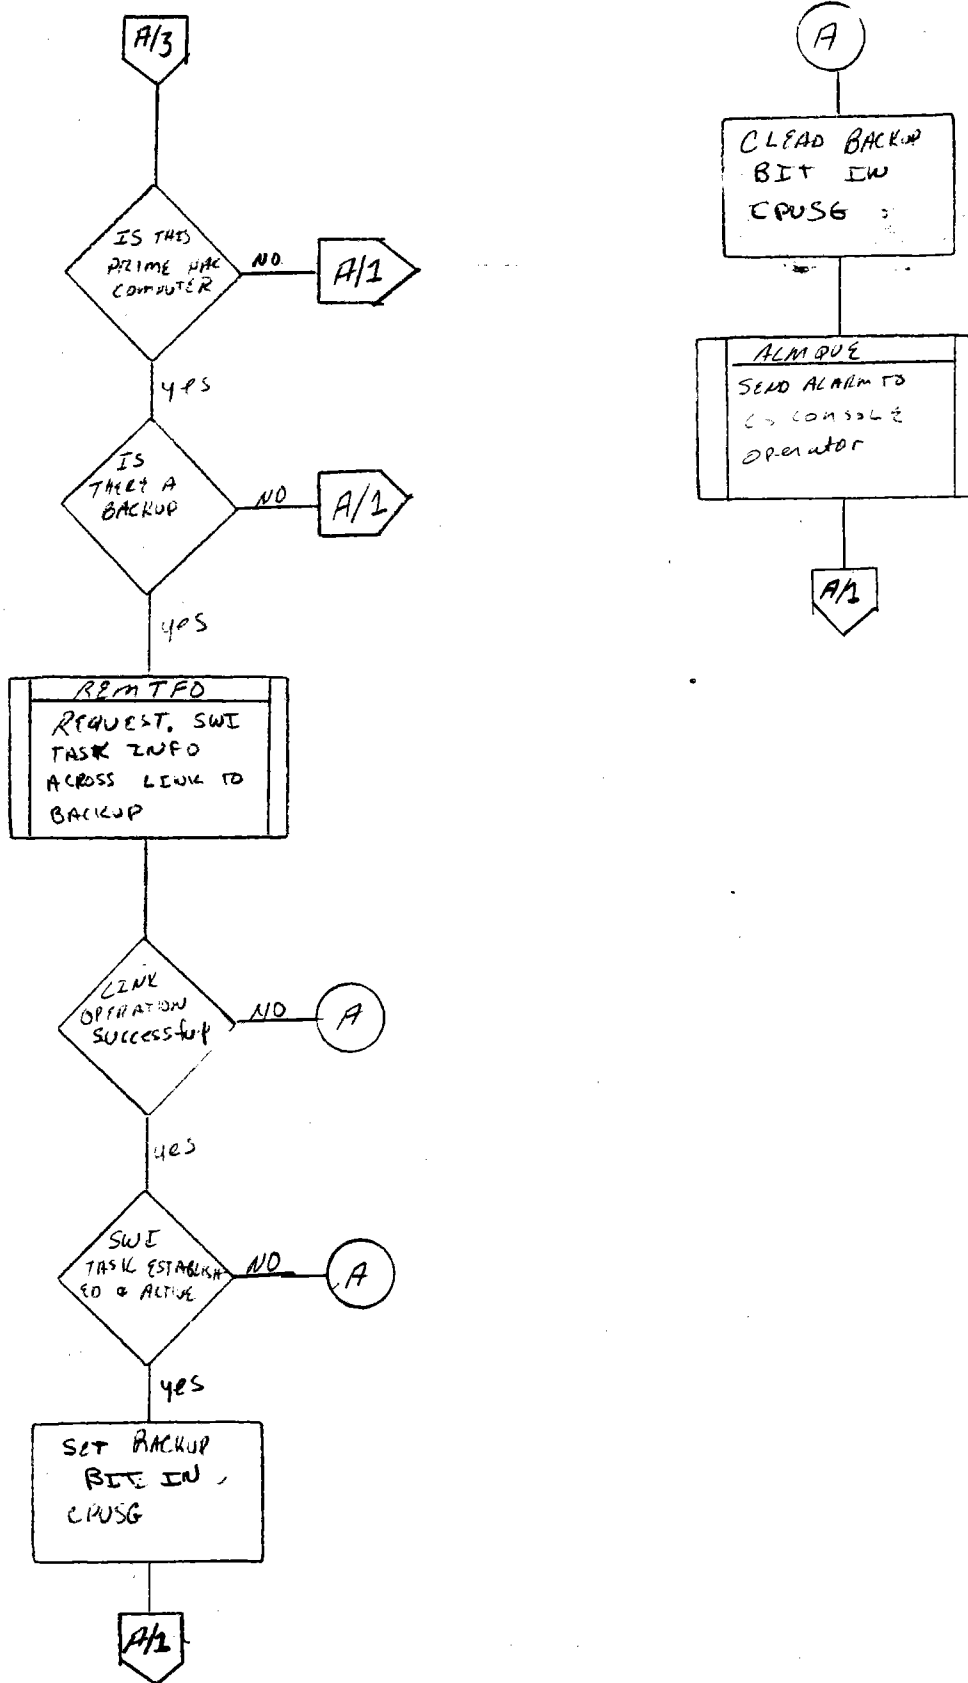 A/3
IS THIS
PRIME HAC
COMPUTER
NO
A/1
yes
IS
THERE A
BACKUP
NO
A/1
yes
REMTFO
REQUEST. SWI
TASK INFO
ACROSS LINK TO
BACKUP
LINK
OPERATION
Successful
NO
A
yes
SWI
TASK ESTABLISH
ED & ACTIVE
NO
A
yes
Set BACKUP
BIT IN
CPUSG
A/1
A
CLEAD BACKUP
BIT IN
CPUSG
ALMQUE
SEND ALARM TO
CONSOLE
Operator
A/1